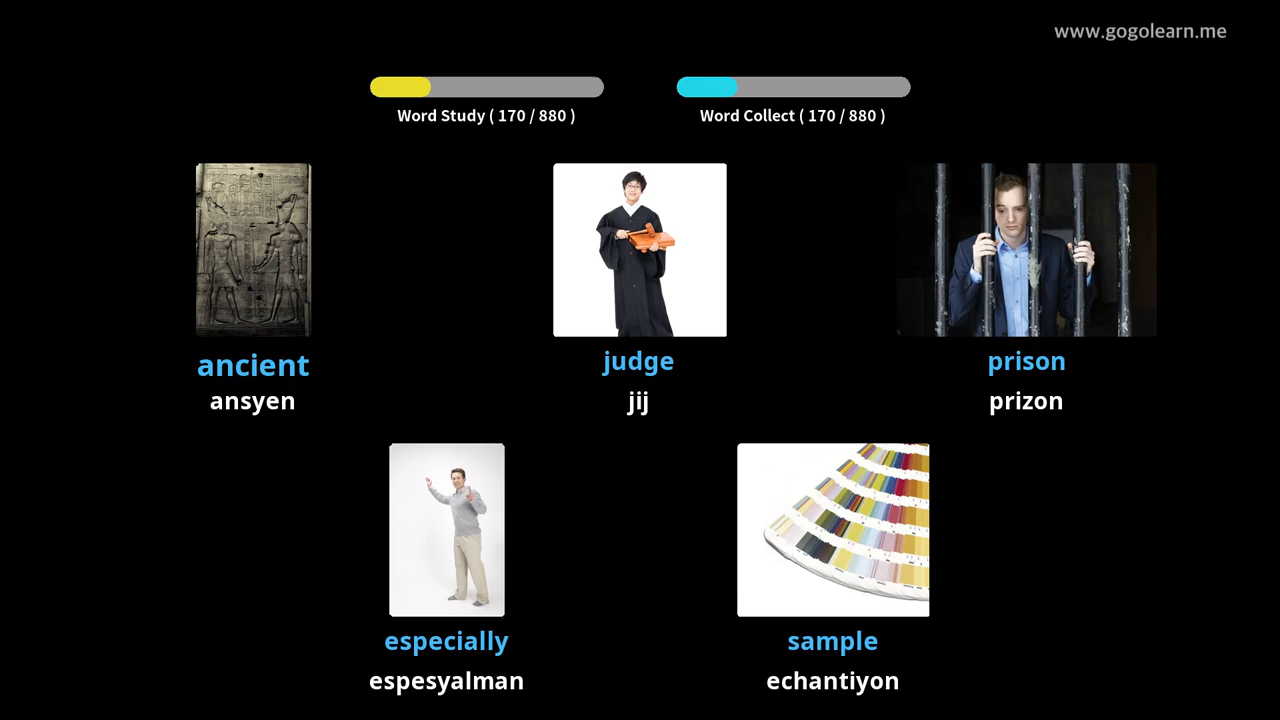 www.gogolearn.me
Word Study ( 170 / 880 )
Word Collect ( 170 / 880 )
ancient
ansyen
judge
jij
prison
prizon
especially
espesyalman
sample
echantiyon